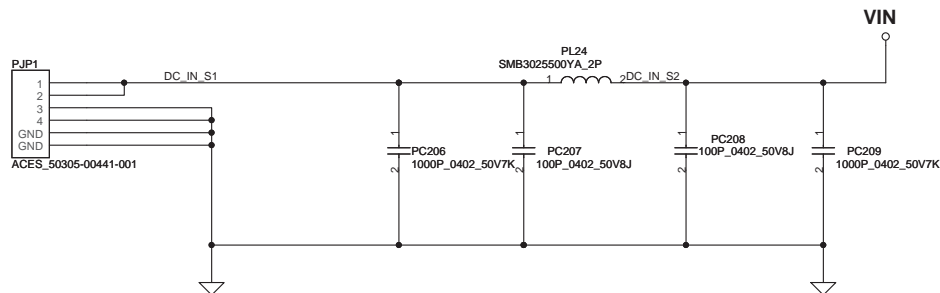 VIN
PL24
SMB3025500YA_2P
PJP1
DC_IN_S1
1
2
DC_IN_S2
1
2
3
4
GND
GND
ACES_50305-00441-001
1
2
PC206
1000P_0402_50V7K
1
2
PC207
100P_0402_50V8J
1
2
PC208
100P_0402_50V8J
1
2
PC209
1000P_0402_50V7K